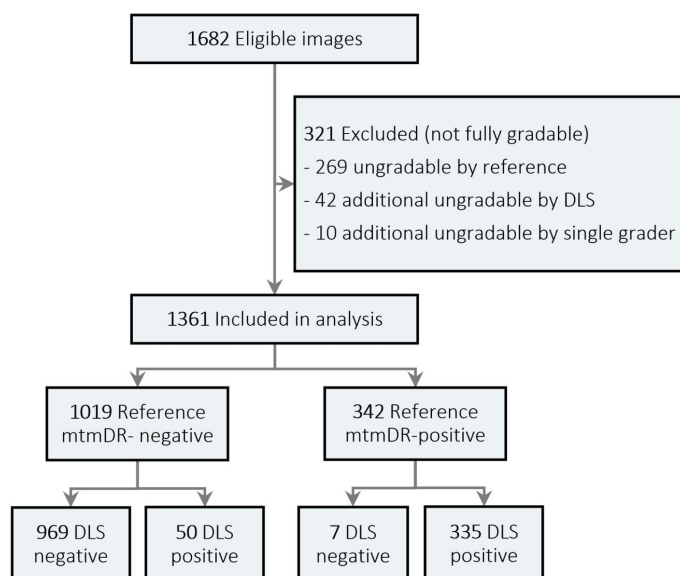 1682 Eligible images
321 Excluded (not fully gradable)
- 269 ungradable by reference
- 42 additional ungradable by DLS
- 10 additional ungradable by single grader
1361 Included in analysis
1019 Reference
mtmDR- negative
342 Reference
mtmDR-positive
969 DLS
negative
50 DLS
positive
7 DLS
negative
335 DLS
positive